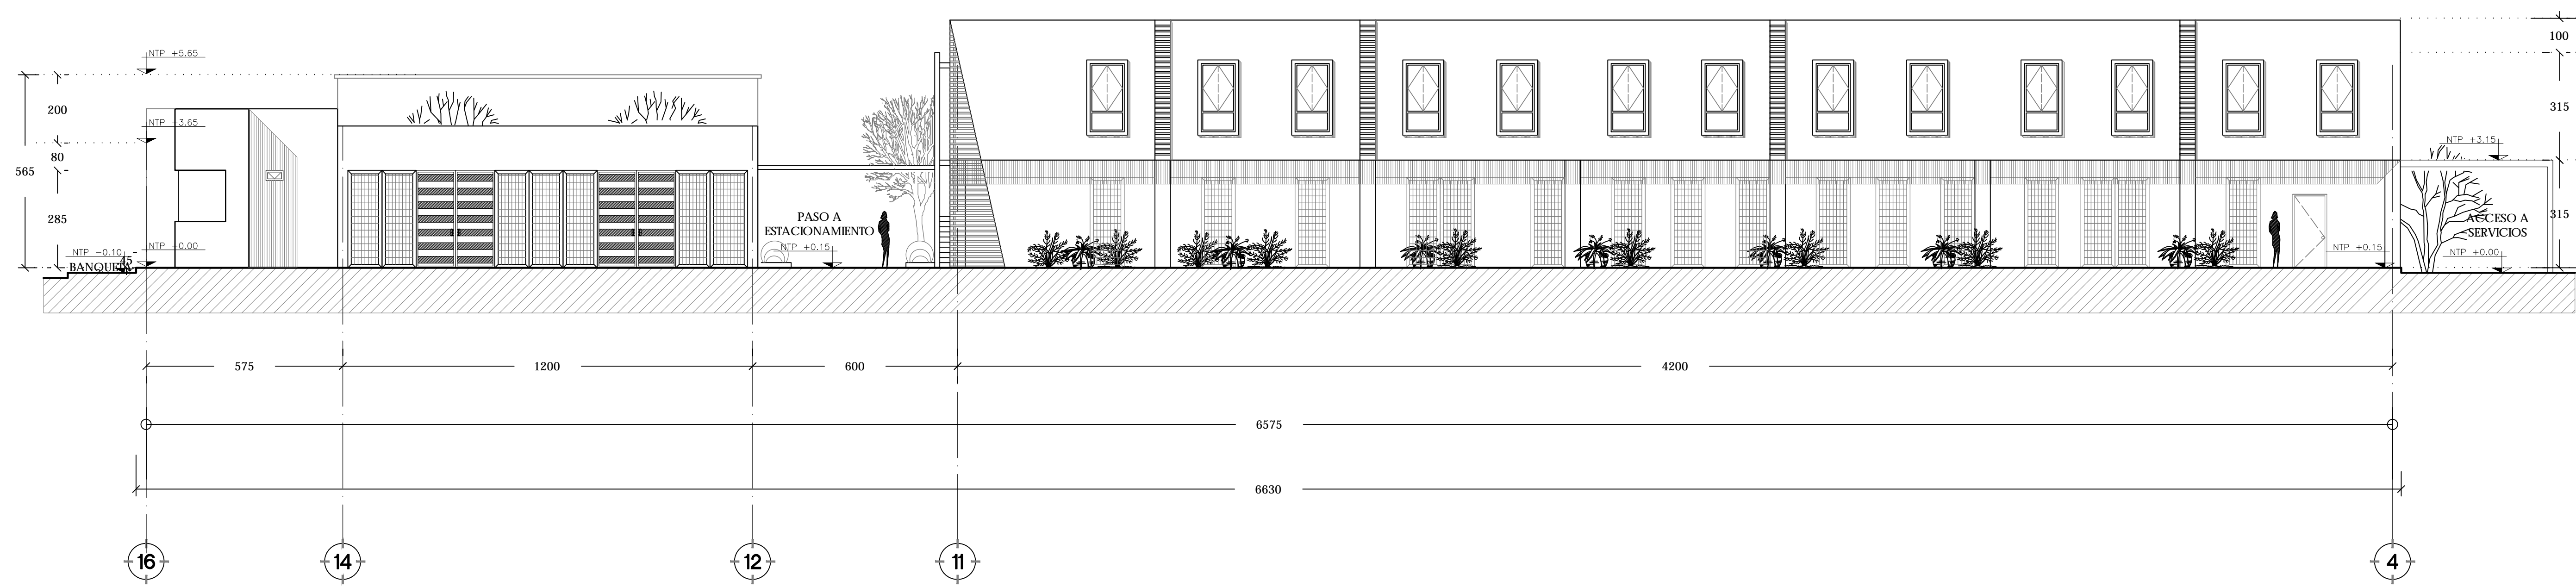 100
NTP +5.65
200
315
NTP +3.65
NTP +3.15
80
565
285
PASO A
ESTACIONAMIENTO
NTP +0.15
315
ACCESO A
SERVICIOS
NTP +0.00
NTP -0.10
NTP +0.15
NTP +0.00
BANQUETA
575
1200
600
4200
6575
6630
16
14
12
11
4